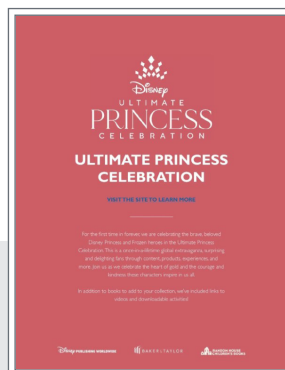 Disney
ULTIMATE
PRINCESS
CELEBRATION
ULTIMATE PRINCESS
CELEBRATION
VISIT THE SITE TO LEARN MORE
For the first time in forever, we are celebrating the brave, beloved
Disney Princess and Frozen heroes in the Ultimate Princess
Celebration. This is a once-in-a-lifetime global extravaganza, surprising
and delighting fans through content, products, experiences, and
more. Join us as we celebrate the heart of gold and the courage and
kindness these characters inspire in us all.
In addition to books to add to your collection, we've included links to
videos and downloadable activities!
Disney PUBLISHING WORLDWIDE
BAKER & TAYLOR
RANDOM HOUSE
CHILDREN'S BOOKS